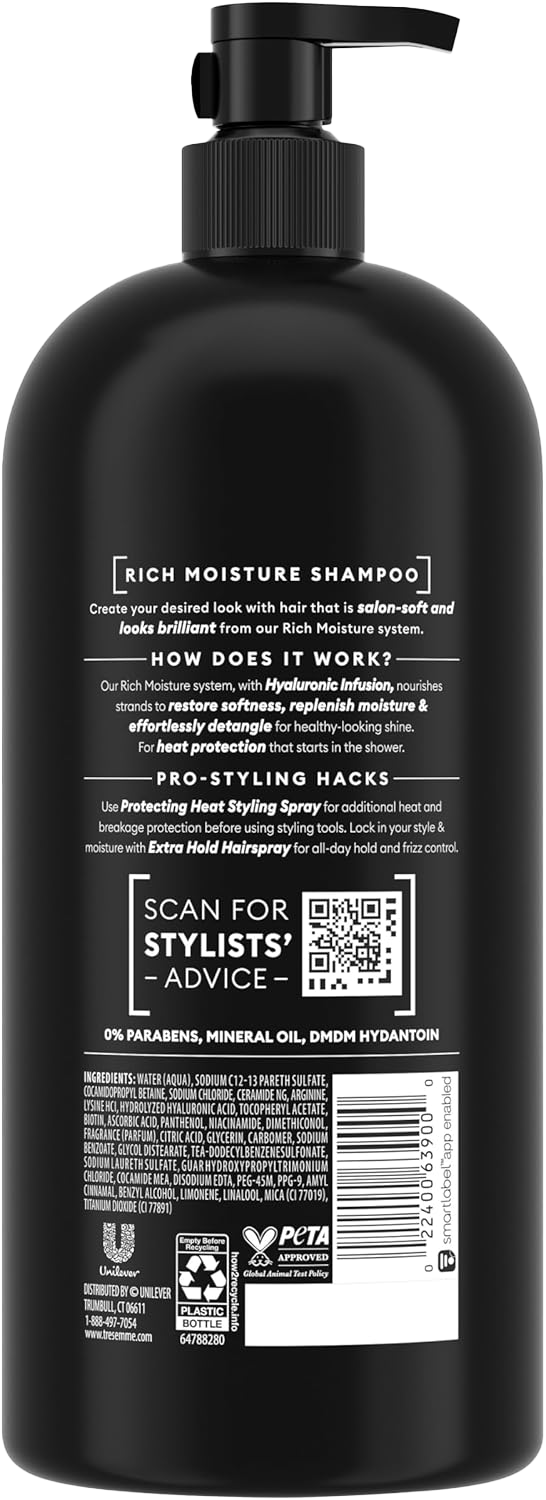 [RICH MOISTURE SHAMPOO]
Create your desired look with hair that is salon-soft and
looks brilliant from our Rich Moisture system.
HOW DOES IT WORK?
Our Rich Moisture system, with Hyaluronic Infusion, nourishes
strands to restore softness, replenish moisture &
effortlessly detangle for healthy-looking shine.
For heat protection that starts in the shower.
PRO-STYLING HACKS
Use Protecting Heat Styling Spray for additional heat and
breakage protection before using styling tools. Lock in your style &
moisture with Extra Hold Hairspray for all-day hold and frizz control.
SCAN FOR
STYLISTS’
– ADVICE –
0% PARABENS, MINERAL OIL, DMDM HYDANTOIN
INGREDIENTS: WATER (AQUA), SODIUM C12-13 PARETH SULFATE,
COCAMIDOPROPYL BETAINE, SODIUM CHLORIDE, CERAMIDE NG, ARGININE,
LYSINE HCl, HYDROLYZED HYALURONIC ACID, TOCOPHERYL ACETATE,
BIOTIN, ASCORBIC ACID, PANTHENOL, NIACINAMIDE, DIMETHICONOL,
FRAGRANCE (PARFUM), CITRIC ACID, GLYCERIN, CARBOMER, SODIUM
BENZOATE, GLYCOL DISTEARATE, TEA-DODECYLBENZENESULFONATE,
SODIUM LAURETH SULFATE, GUAR HYDROXYPROPYLTRIMONIUM
CHLORIDE, COCAMIDE MEA, DISODIUM EDTA, PEG-45M, PPG-9, AMYL
CINNAMAL, BENZYL ALCOHOL, LIMONENE, LINALOOL, MICA (CI 77019),
TITANIUM DIOXIDE (CI 77891)
Unilever
DISTRIBUTED BY © UNILEVER
TRUMBULL, CT 06611
1-888-497-7054
www.tresemme.com
Empty Before
Recycling
PLASTIC
BOTTLE
how2recycle.info
64788280
PETA
APPROVED
Global Animal Test Policy
0 22400 63900 0
smartlabel™ app enabled